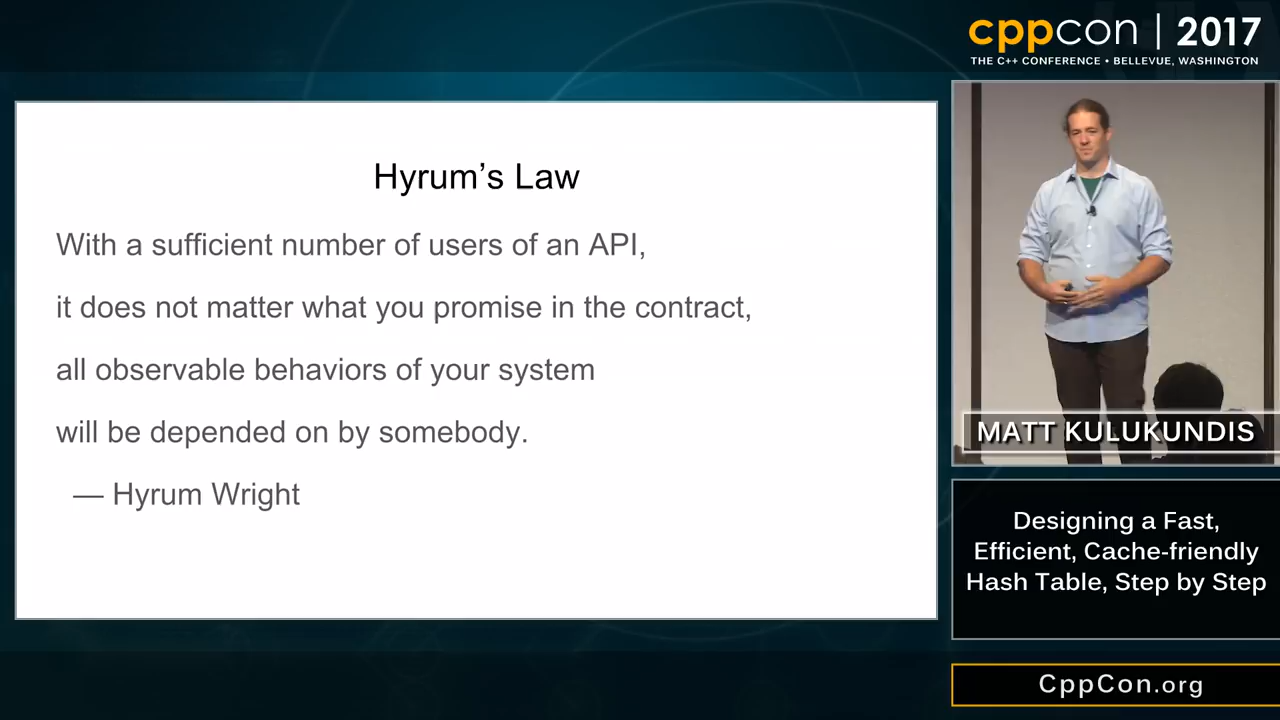 cppcon | 2017
THE C++ CONFERENCE • BELLEVUE, WASHINGTON
Hyrum’s Law
With a sufficient number of users of an API,
it does not matter what you promise in the contract,
all observable behaviors of your system
will be depended on by somebody.
— Hyrum Wright
MATT KULUKUNDIS
Designing a Fast,
Efficient, Cache-friendly
Hash Table, Step by Step
CppCon.org